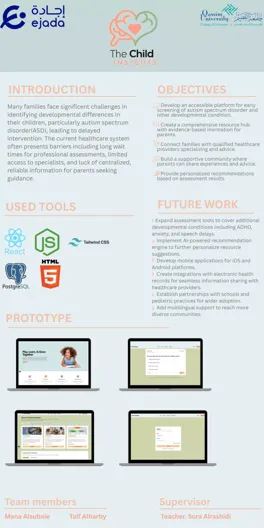 إجادة
ejada
The Child
INSIGHTS
Qassim
University
INTRODUCTION
Many families face significant challenges in
identifying developmental differences in
their children, particularly autism spectrum
disorder(ASD), leading to delayed
intervention. The current healthcare system
often presents barriers including long wait
times for professional assessments, limited
access to specialists, and lack of centralized,
reliable information for parents seeking
guidance.
OBJECTIVES
Develop an accessible platform for early
screening of autism spectrum disorder and
other developmental condition.
Create a comprehensive resource hub
with evidence-based information for
parents.
Connect families with qualified healthcare
providers specializing and advice.
Build a supportive community where
parents can share experiences and advice.
Provide personalized recommendations
based on assessment results
USED TOOLS
React
Tailwind CSS
PostgreSQL
HTML
5
FUTURE WORK
Expand assessment tools to cover additional
developmental conditions including ADHD,
anxiety, and speech delays.
Implement AI-powered recommendation
engine to further personalize resource
suggestions.
Develop mobile applications for iOS and
Android platforms.
Create integrations with electronic health
records for seamless information sharing with
healthcare providers.
Establish partnerships with schools and
pediatric practices for wider adoption.
Add multilingual support to reach more
diverse communities.
PROTOTYPE
Team members
Supervisor